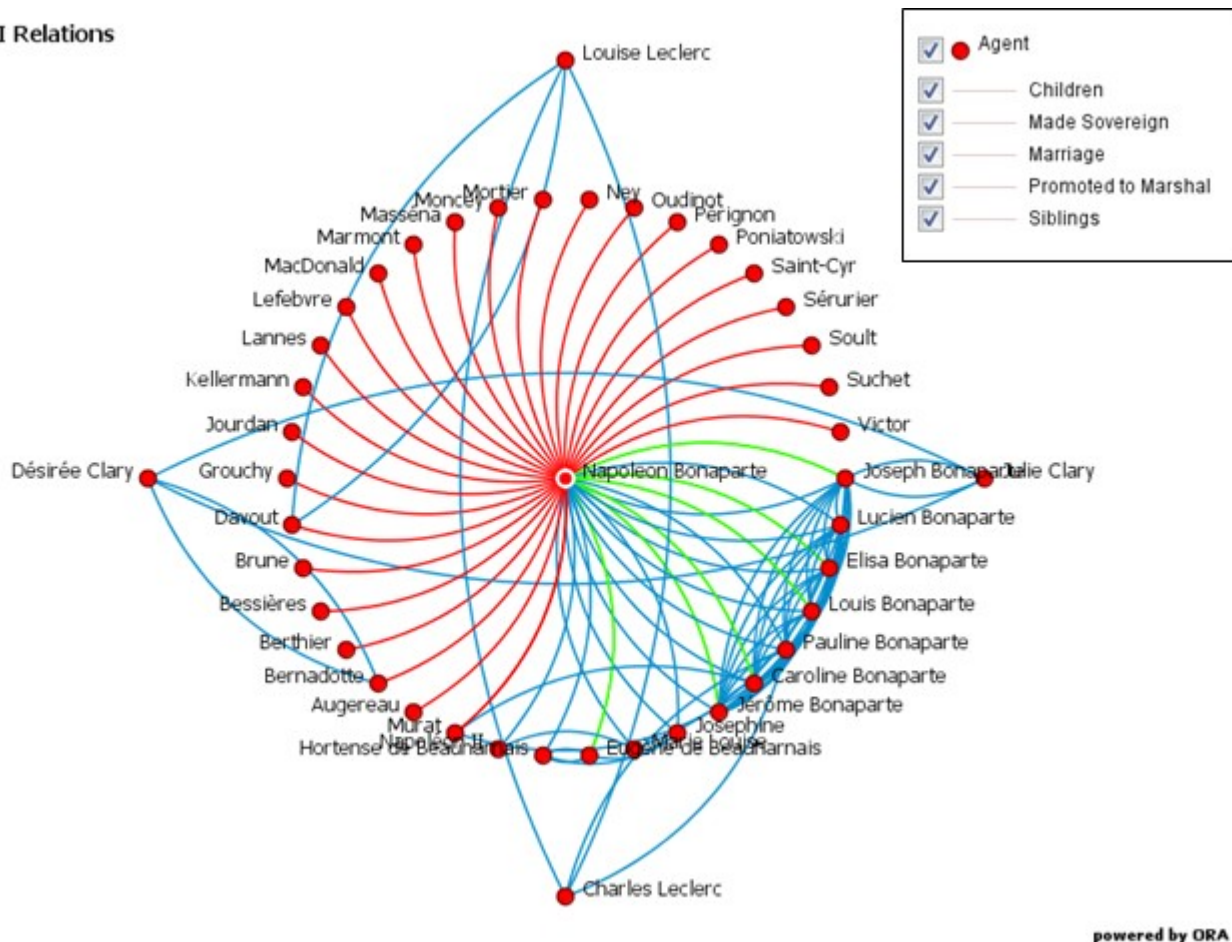 I Relations
Louise Leclerc
Agent
Children
Made Sovereign
Marriage
Promoted to Marshal
Siblings
Mortier
Ney
Moncey
Oudinot
Masséna
Pérignon
Marmont
Poniatowski
MacDonald
Saint-Cyr
Lefebvre
Sérurier
Lannes
Soult
Kellermann
Suchet
Jourdan
Victor
Désirée Clary
Grouchy
Napoleon Bonaparte
Joseph Bonaparte
Julie Clary
Davout
Lucien Bonaparte
Brune
Elisa Bonaparte
Bessières
Louis Bonaparte
Berthier
Pauline Bonaparte
Bernadotte
Caroline Bonaparte
Augereau
Jérôme Bonaparte
Murat
Josephine
Napoléon II
Marie Louise
Hortense de Beauharnais
Eugène de Beauharnais
Charles Leclerc
powered by ORA